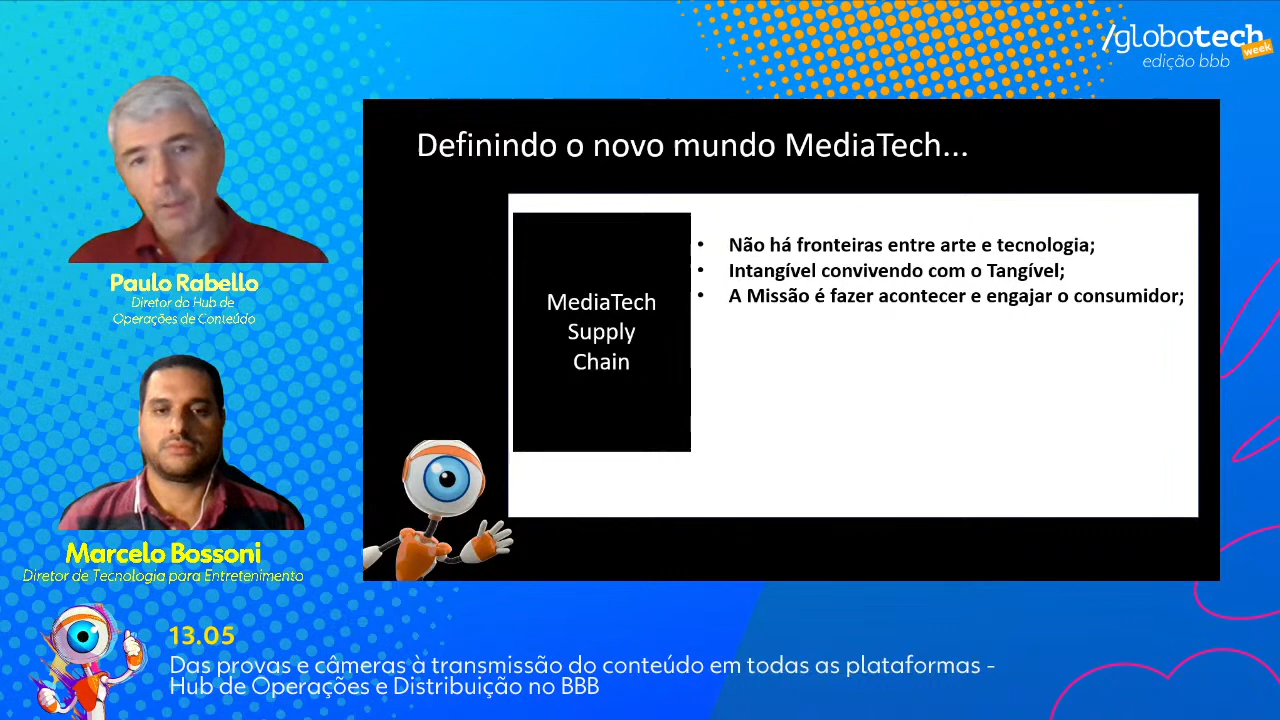 /globotech
week
edição bbb
Definindo o novo mundo MediaTech...
MediaTech
Supply
Chain
• Não há fronteiras entre arte e tecnologia;
• Intangível convivendo com o Tangível;
• A Missão é fazer acontecer e engajar o consumidor;
Paulo Rabello
Diretor do Hub de
Operações de Conteúdo
Marcelo Bossoni
Diretor de Tecnologia para Entretenimento
13.05
Das provas e câmeras à transmissão do conteúdo em todas as plataformas -
Hub de Operações e Distribuição no BBB